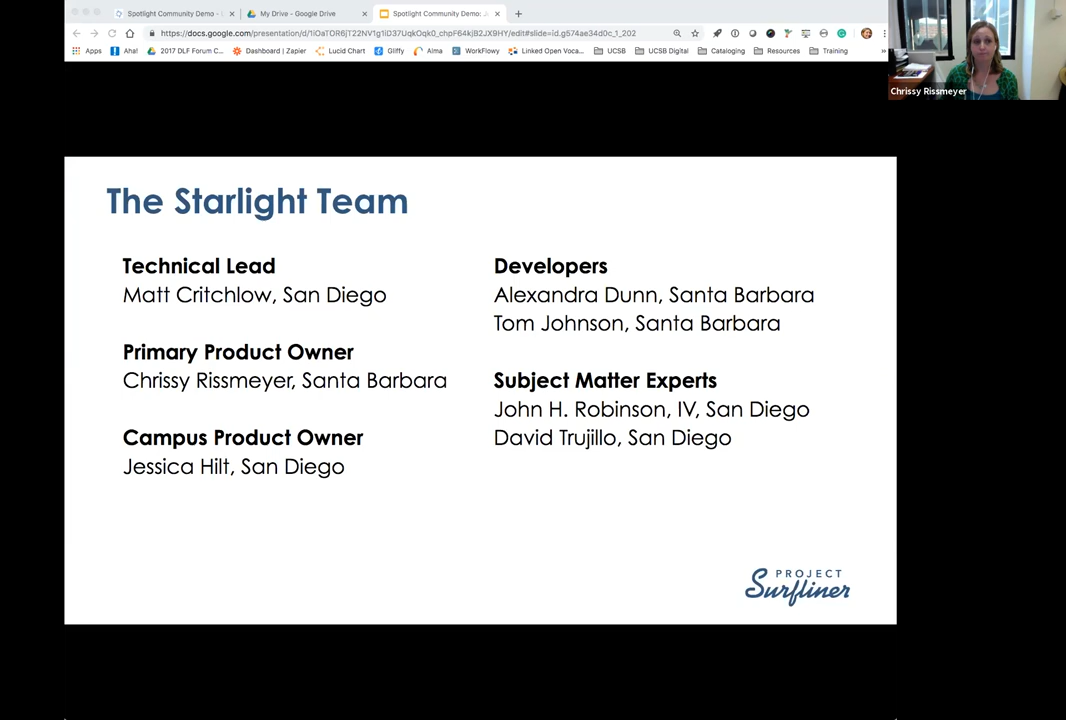 Spotlight Community Demo -
My Drive - Google Drive
Spotlight Community Demo: J
https://docs.google.com/presentation/d/1iOaTOR6jT22NV1g1iD37UqkOqk0_chpF64kjB2JX9HY/edit#slide=id.g574ae34d0c_1_202
Apps
Aha!
2017 DLF Forum C...
Dashboard | Zapier
Lucid Chart
Gliffy
Alma
WorkFlowy
Linked Open Voca...
UCSB
UCSB Digital
Cataloging
Resources
Training
Chrissy Rissmeyer
The Starlight Team
Technical Lead
Matt Critchlow, San Diego
Primary Product Owner
Chrissy Rissmeyer, Santa Barbara
Campus Product Owner
Jessica Hilt, San Diego
Developers
Alexandra Dunn, Santa Barbara
Tom Johnson, Santa Barbara
Subject Matter Experts
John H. Robinson, IV, San Diego
David Trujillo, San Diego
PROJECT
Surfliner